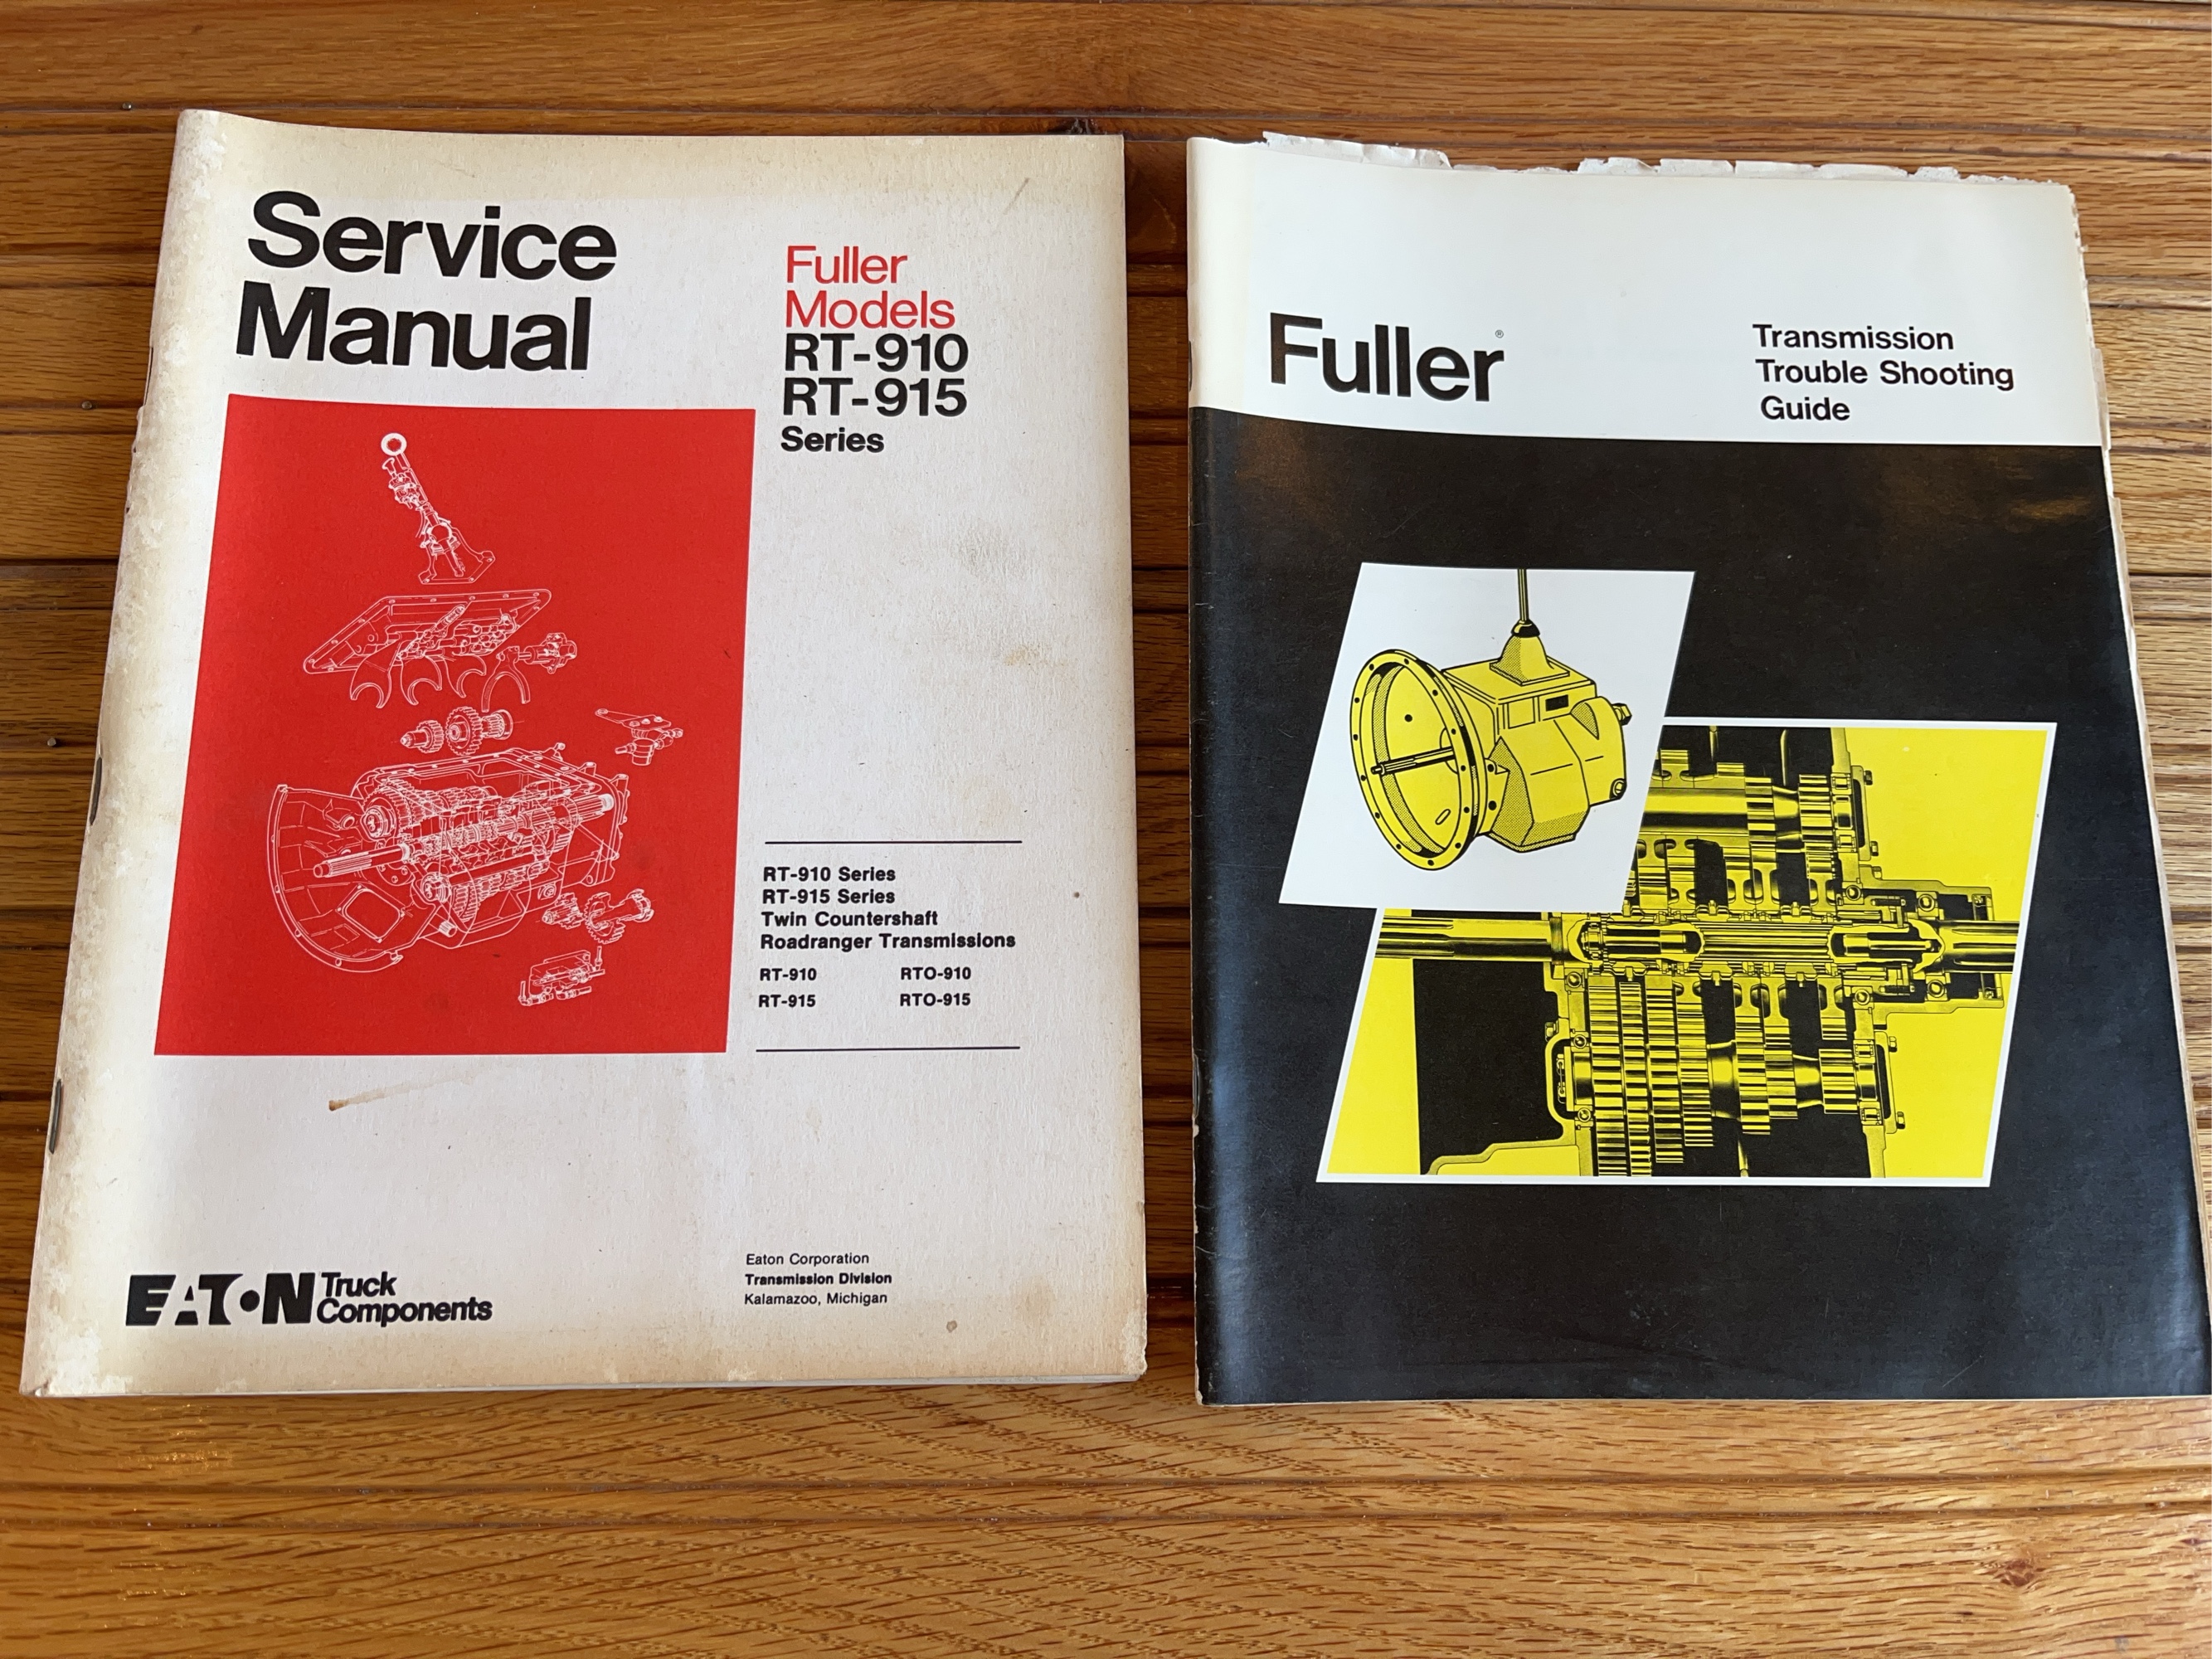 Service
Manual
Fuller
Models
RT-910
RT-915
Series
RT-910 Series
RT-915 Series
Twin Countershaft
Roadranger Transmissions
RT-910 RTO-910
RT-915 RTO-915
EATON Truck
Components
Eaton Corporation
Transmission Division
Kalamazoo, Michigan
Fuller®
Transmission
Trouble Shooting
Guide